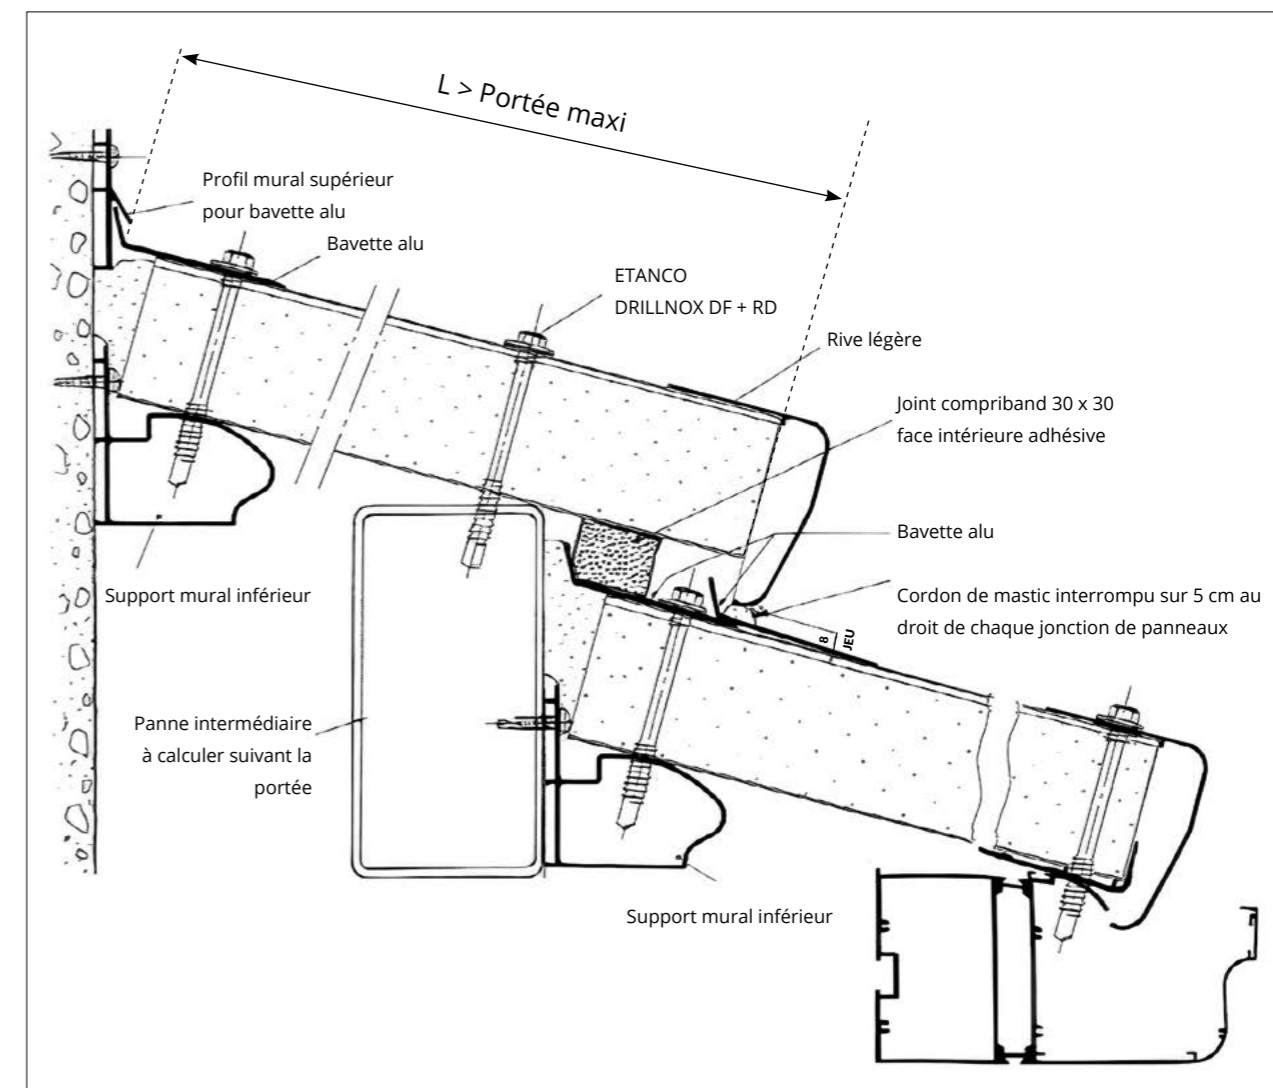 L > Portée maxi
Profil mural supérieur
pour bavette alu
Bavette alu
ETANCO
DRILLNOX DF + RD
Rive légère
Joint compriband 30 x 30
face intérieure adhésive
Bavette alu
Support mural inférieur
Cordon de mastic interrompu sur 5 cm au
droit de chaque jonction de panneaux
8
JEU
Panne intermédiaire
à calculer suivant la
portée
Support mural inférieur